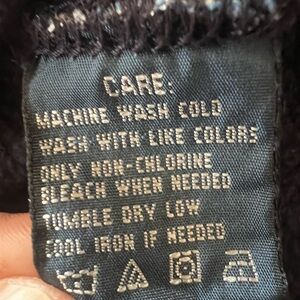 CARE:
MACHINE WASH COLD
WASH WITH LIKE COLORS
ONLY NON-CHLORINE
BLEACH WHEN NEEDED
TUMBLE DRY LOW
COOL IRON IF NEEDED